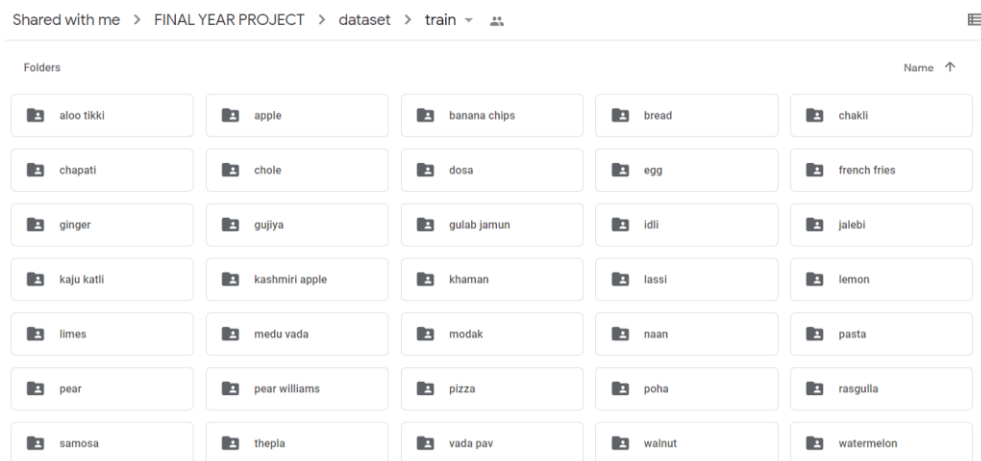 Shared with me > FINAL YEAR PROJECT > dataset > train
Folders Name ↑
aloo tikki apple banana chips bread chakli
chapati chole dosa egg french fries
ginger gujiya gulab jamun idli jalebi
kaju katli kashmiri apple khaman lassi lemon
limes medu vada modak naan pasta
pear pear williams pizza poha rasgulla
samosa thepla vada pav walnut watermelon